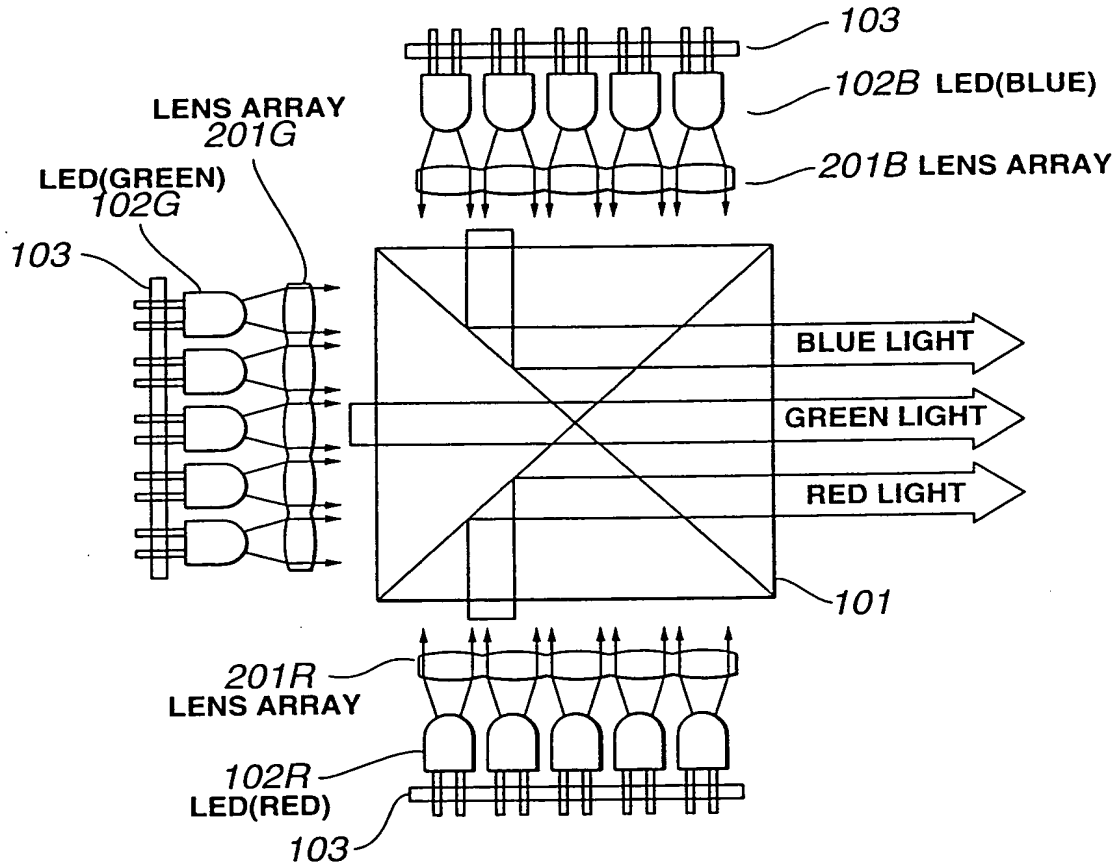 103
102B LED(BLUE)
LENS ARRAY
201G
201B LENS ARRAY
LED(GREEN)
102G
103
BLUE LIGHT
GREEN LIGHT
RED LIGHT
101
201R
LENS ARRAY
102R
LED(RED)
103